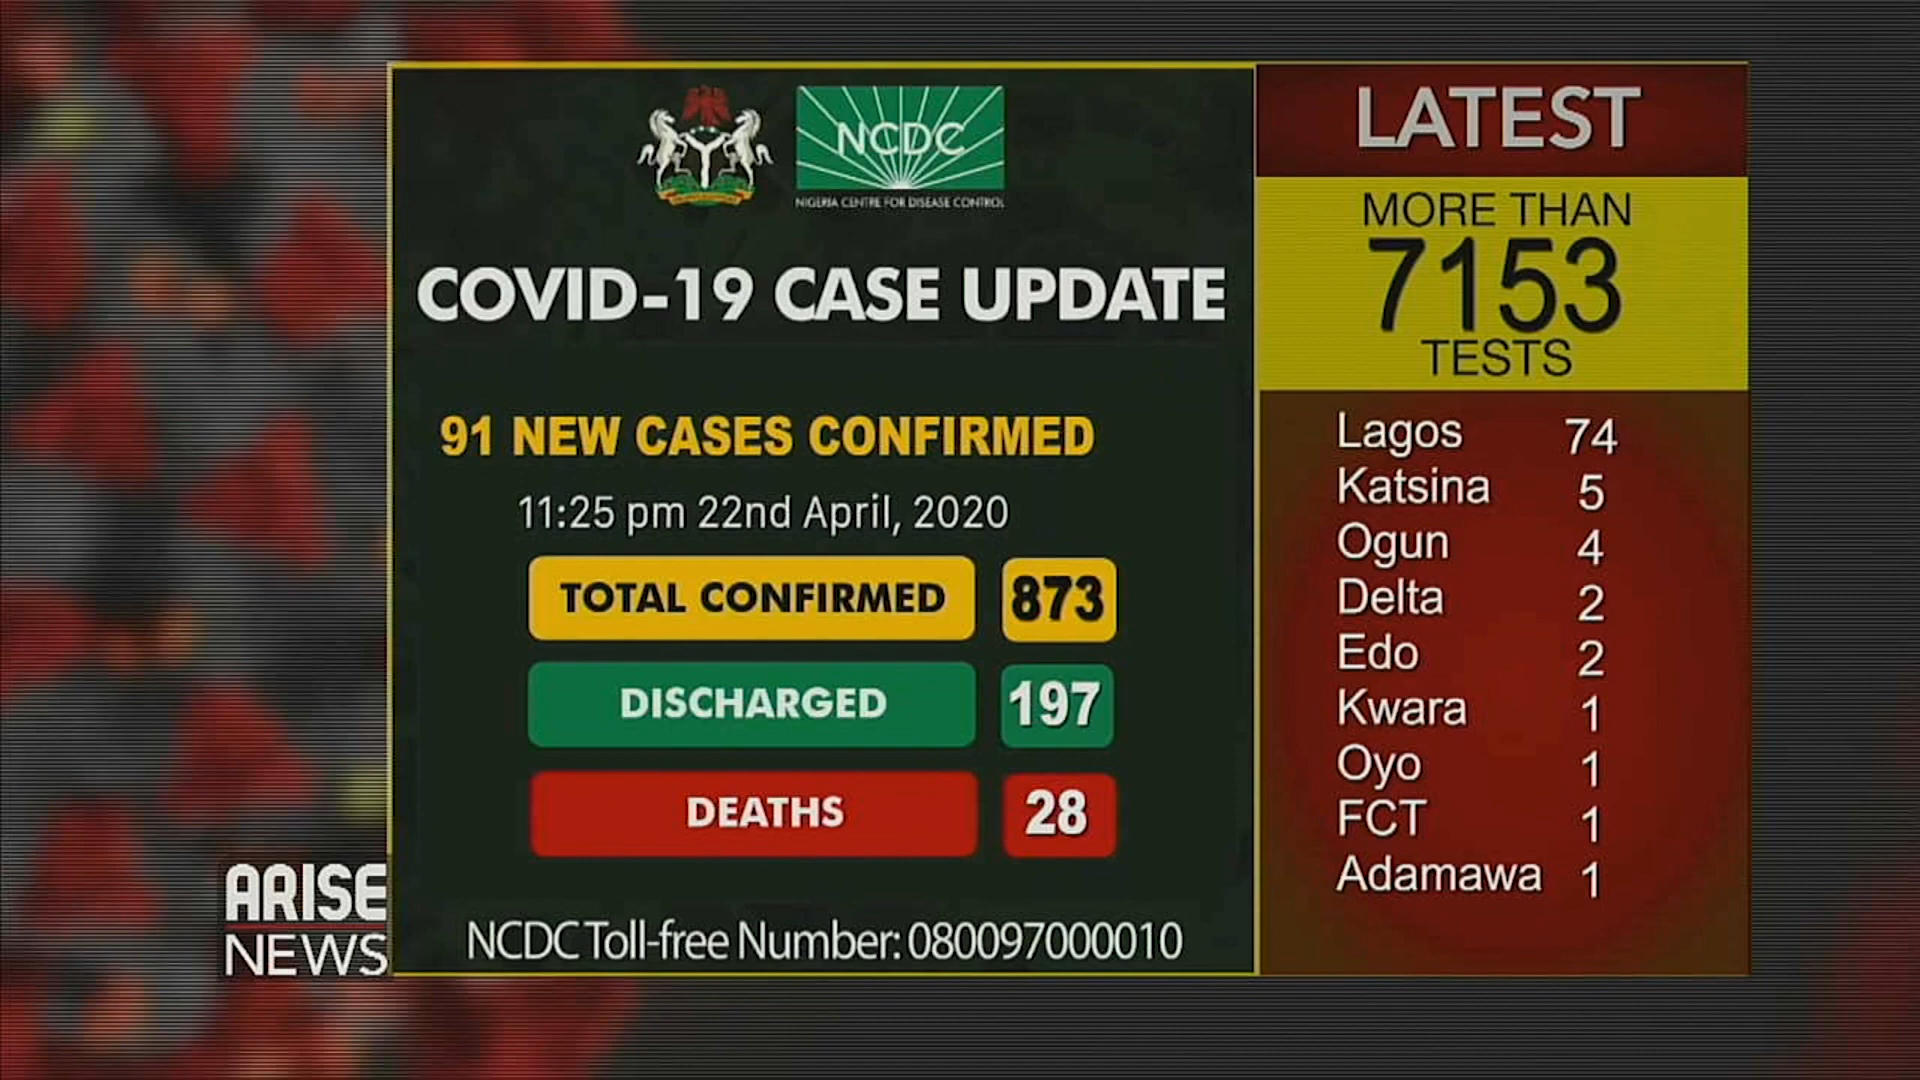 NCDC
NIGERIA CENTRE FOR DISEASE CONTROL
COVID-19 CASE UPDATE
91 NEW CASES CONFIRMED
11:25 pm 22nd April, 2020
TOTAL CONFIRMED 873
DISCHARGED 197
DEATHS 28
NCDC Toll-free Number: 080097000010
LATEST
MORE THAN
7153
TESTS
Lagos 74
Katsina 5
Ogun 4
Delta 2
Edo 2
Kwara 1
Oyo 1
FCT 1
Adamawa 1
ARISE
NEWS